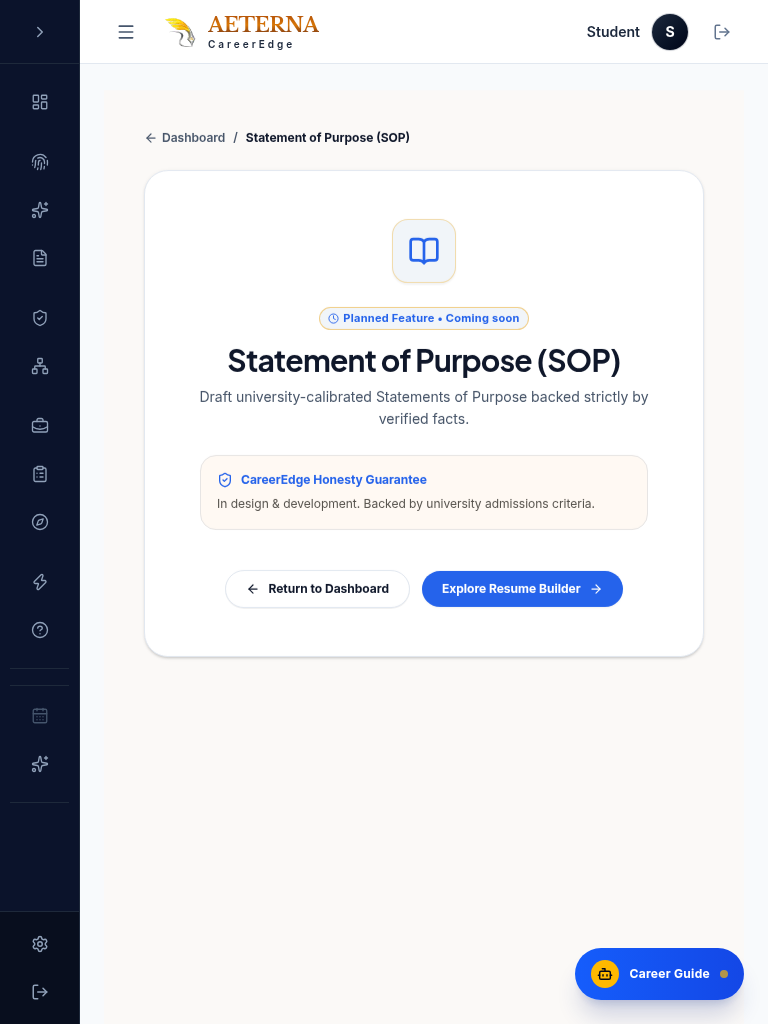 AETERNA
CareerEdge
Student
S
Dashboard / Statement of Purpose (SOP)
Planned Feature • Coming soon
Statement of Purpose (SOP)
Draft university-calibrated Statements of Purpose backed strictly by
verified facts.
CareerEdge Honesty Guarantee
In design & development. Backed by university admissions criteria.
Return to Dashboard
Explore Resume Builder
Career Guide